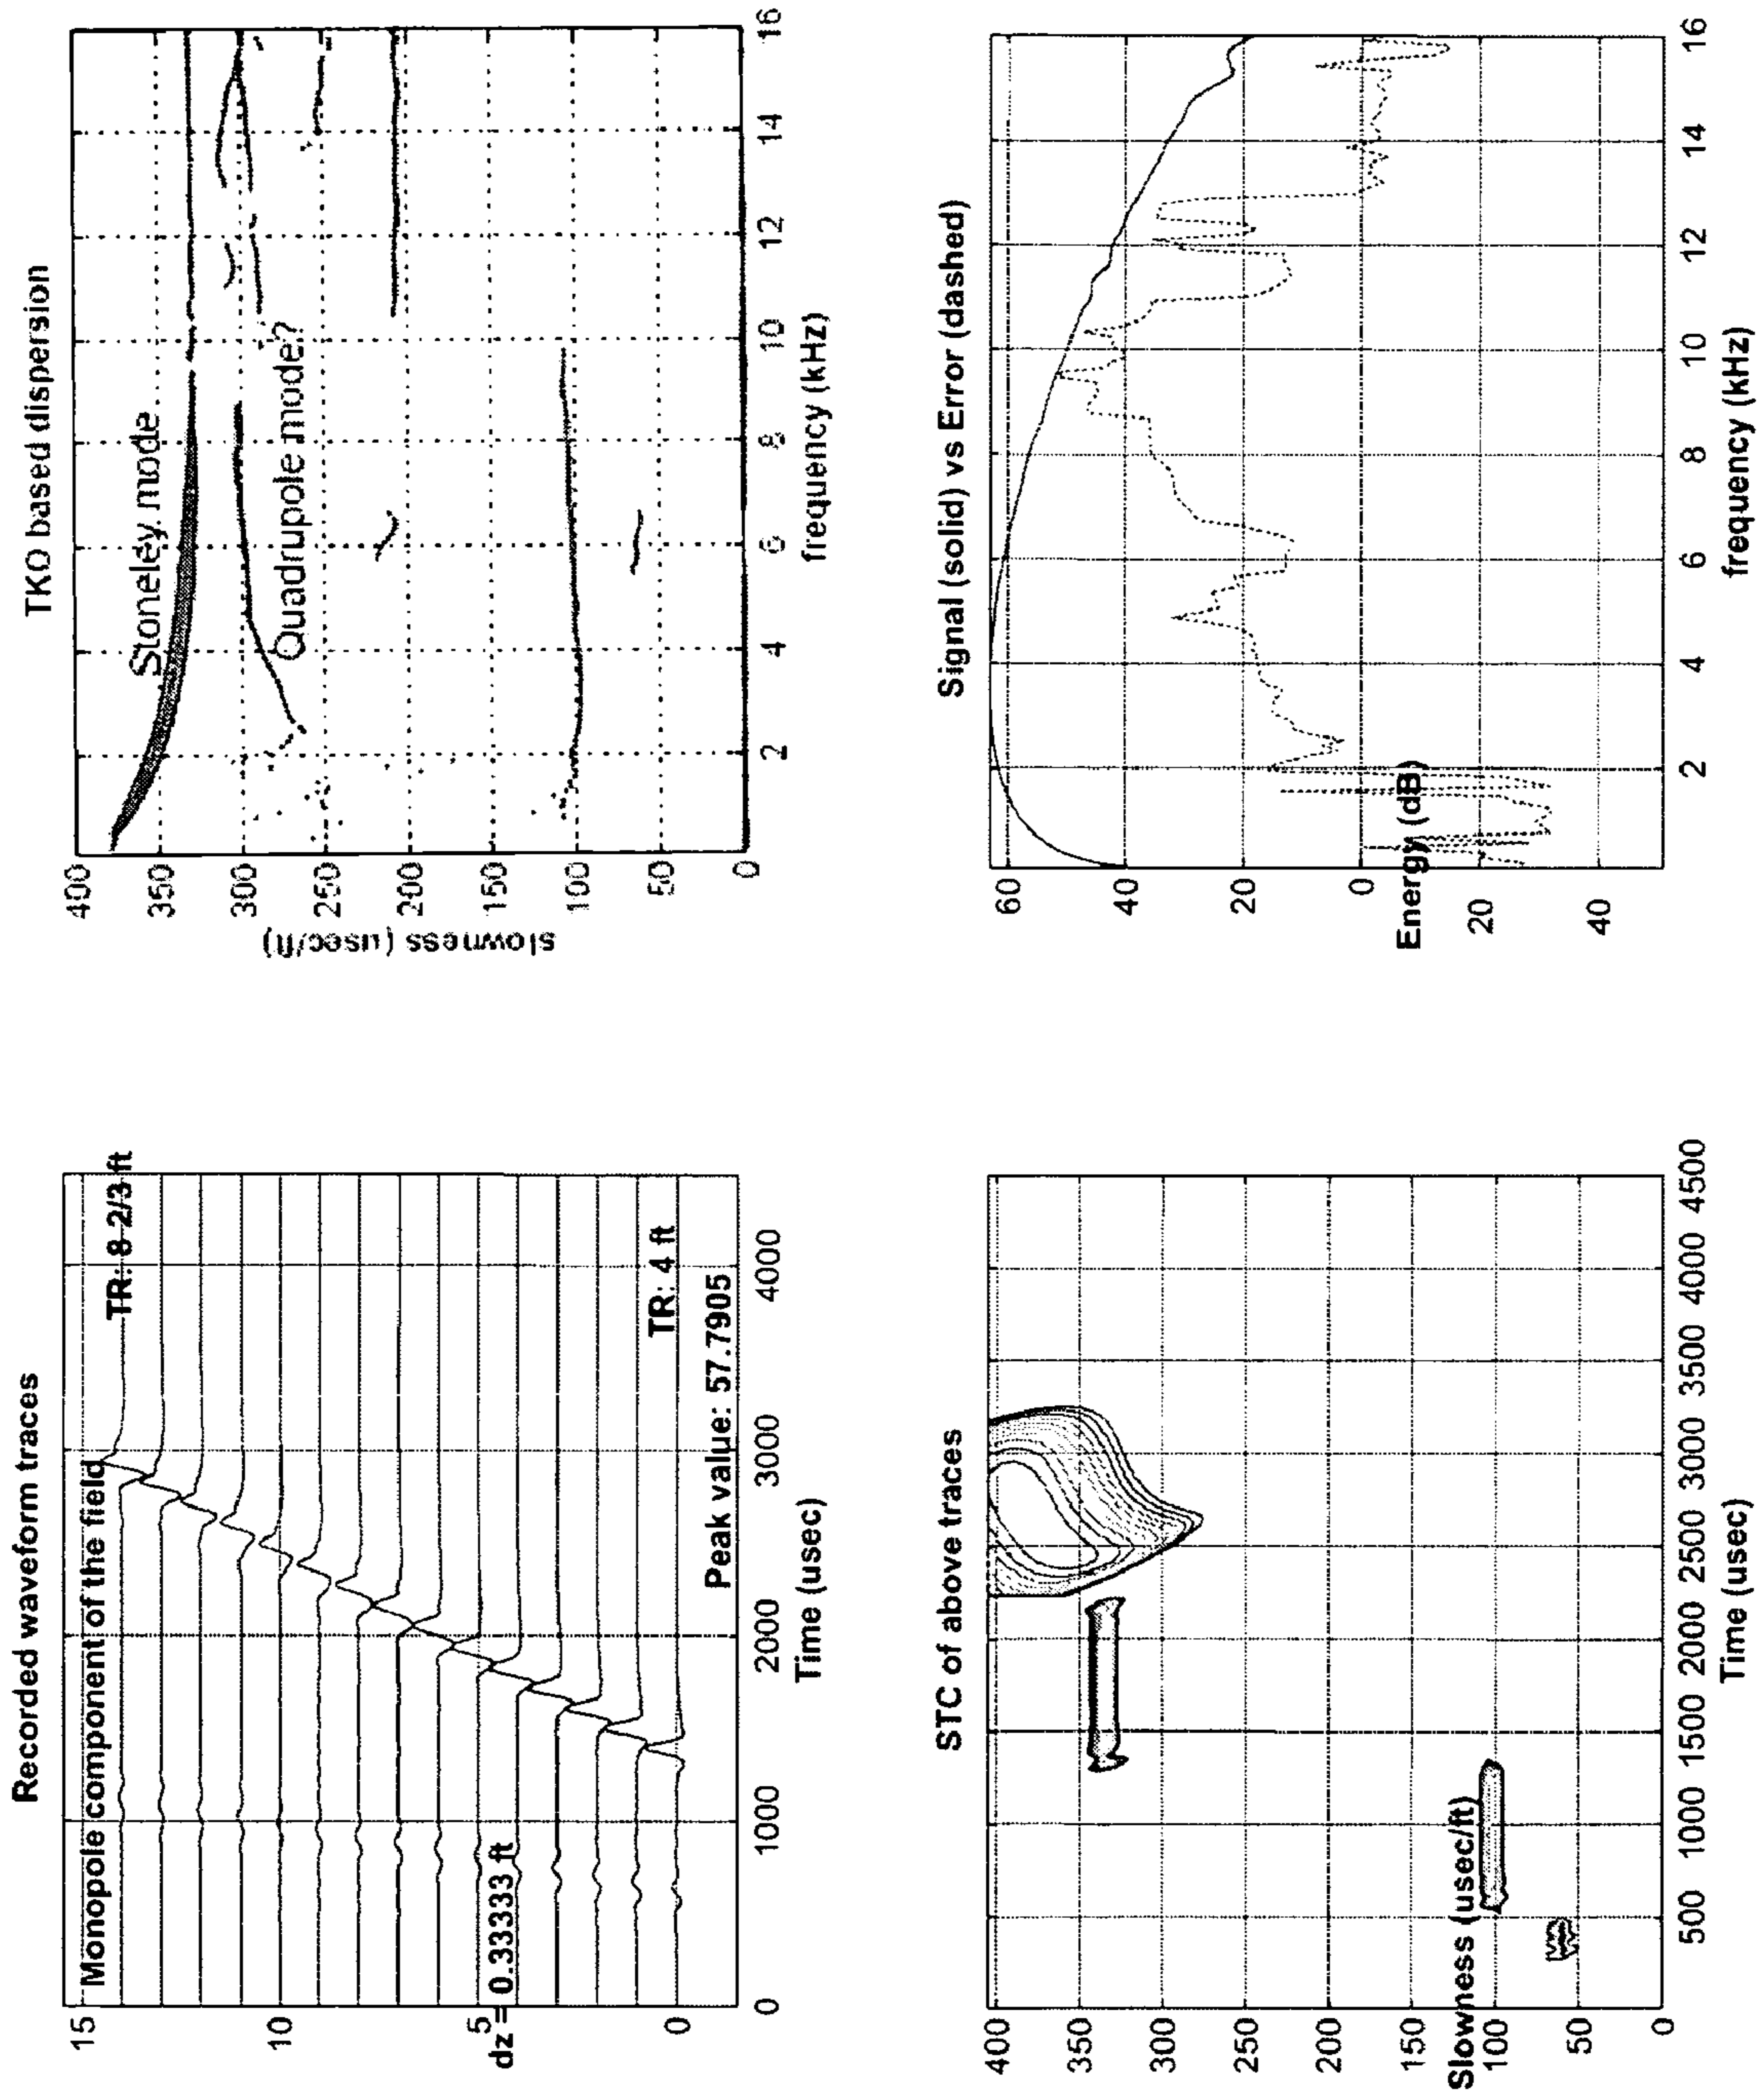 Recorded waveform traces
Monopole component of the field
TR: 8 2/3 ft
15
10
5
0
dz = 0.33333 ft
TR: 4 ft
Peak value: 57.7905
0 1000 2000 3000 4000
Time (usec)
TKO based dispersion
Stoneley mode
Quadrupole mode?
400
350
300
250
200
150
100
50
0
slowness (usec/ft)
2 4 6 8 10 12 14 16
frequency (kHz)
STC of above traces
400
350
300
250
200
150
100
50
0
Slowness (usec/ft)
500 1000 1500 2000 2500 3000 3500 4000 4500
Time (usec)
Signal (solid) vs Error (dashed)
60
40
20
0
20
40
Energy (dB)
2 4 6 8 10 12 14 16
frequency (kHz)